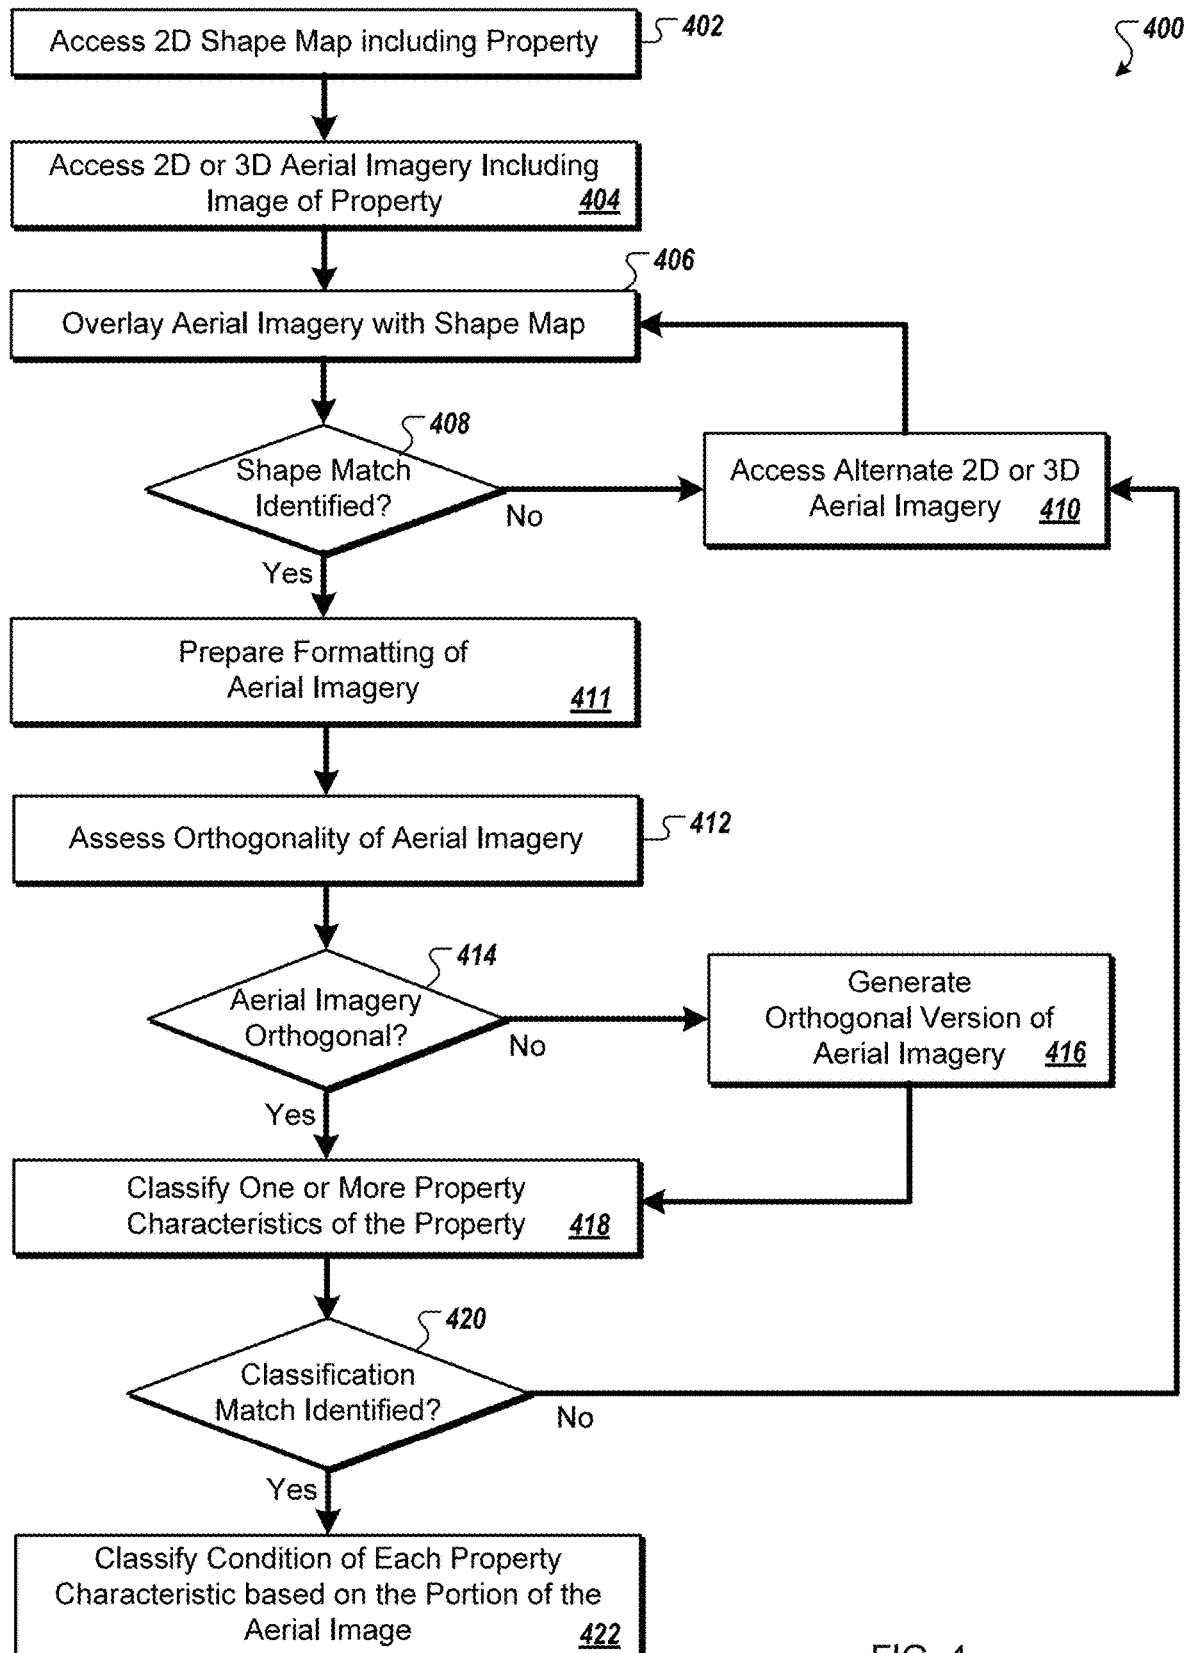 Access 2D Shape Map including Property
402
400
Access 2D or 3D Aerial Imagery Including
Image of Property
404
406
Overlay Aerial Imagery with Shape Map
408
Shape Match
Identified?
No
Yes
Access Alternate 2D or 3D
Aerial Imagery
410
Prepare Formatting of
Aerial Imagery
411
Assess Orthogonality of Aerial Imagery
412
414
Aerial Imagery
Orthogonal?
No
Yes
Generate
Orthogonal Version of
Aerial Imagery
416
Classify One or More Property
Characteristics of the Property
418
420
Classification
Match Identified?
No
Yes
Classify Condition of Each Property
Characteristic based on the Portion of the
Aerial Image
422
FIG. 4